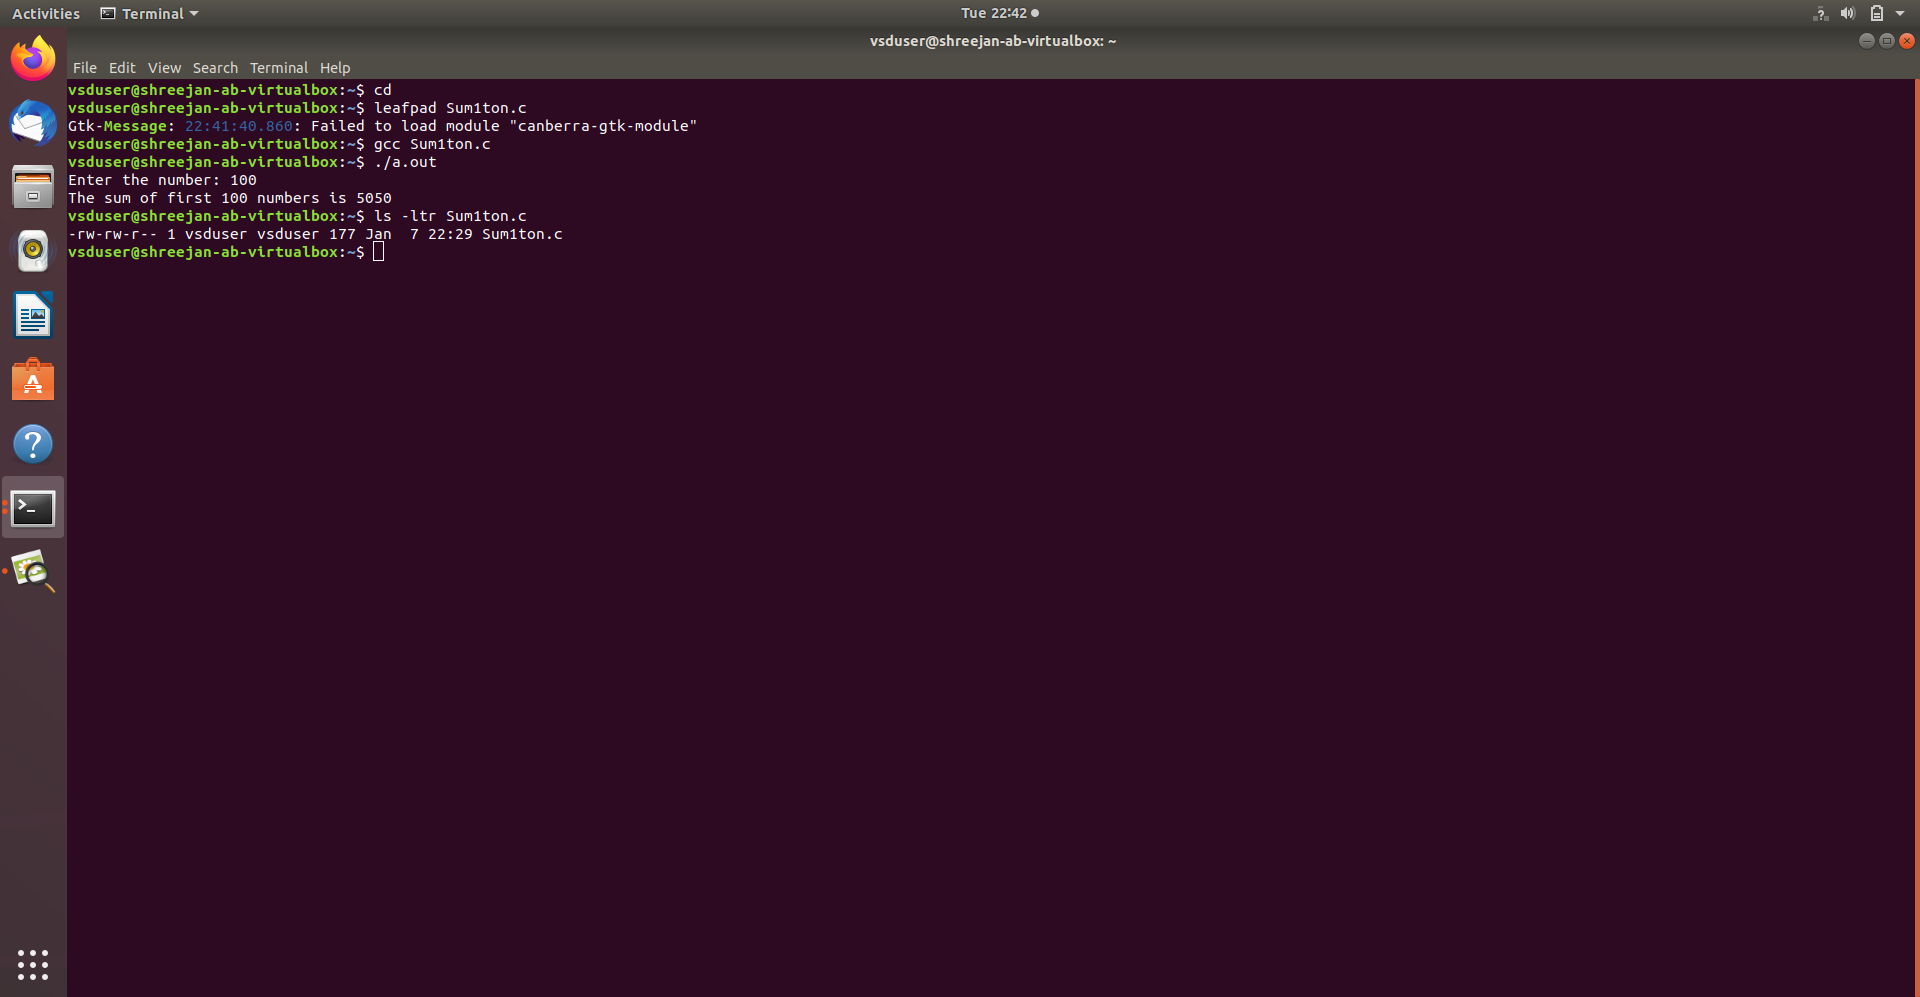 Activities Terminal Tue 22:42
vsduser@shreejan-ab-virtualbox: ~
File Edit View Search Terminal Help
vsduser@shreejan-ab-virtualbox:~$ cd
vsduser@shreejan-ab-virtualbox:~$ leafpad Sum1ton.c
Gtk-Message: 22:41:40.860: Failed to load module "canberra-gtk-module"
vsduser@shreejan-ab-virtualbox:~$ gcc Sum1ton.c
vsduser@shreejan-ab-virtualbox:~$ ./a.out
Enter the number: 100
The sum of first 100 numbers is 5050
vsduser@shreejan-ab-virtualbox:~$ ls -ltr Sum1ton.c
-rw-rw-r-- 1 vsduser vsduser 177 Jan  7 22:29 Sum1ton.c
vsduser@shreejan-ab-virtualbox:~$